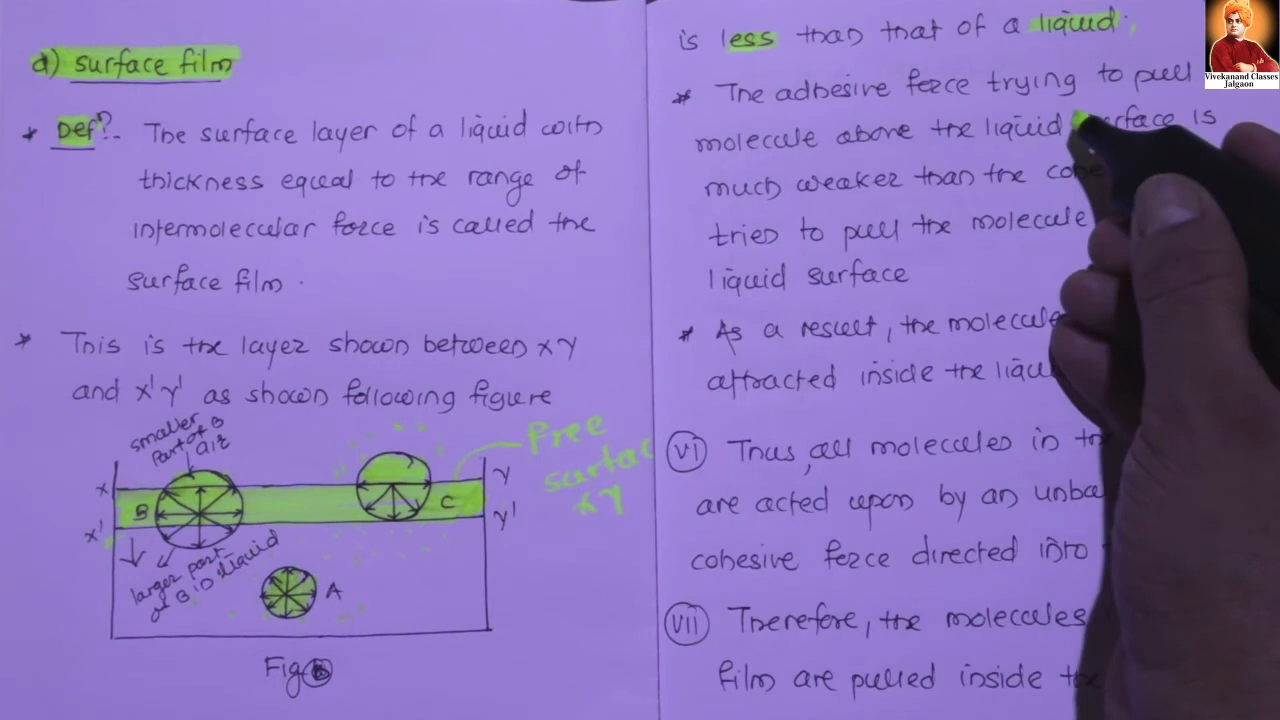 d) surface film
* Defⁿ:- The surface layer of a liquid with
thickness equal to the range of
intermolecular force is called the
surface film.
* This is the layer shown between XY
and X'Y' as shown following figure
smaller
part of B
air
Free
surfac
XY
X
B
C
Y
X'
Y'
larger part
of B in liquid
A
Fig b
is less than that of a liquid.
* The adhesive force trying to pull
molecule above the liquid surface is
much weaker than the cohe
tries to pull the molecule
liquid surface
* As a result, the molecule
attracted inside the liqu
vi Thus, all molecules in th
are acted upon by an unba
cohesive force directed into
vii Therefore, the molecules
film are pulled inside the
Vivekanand Classes
Jalgaon